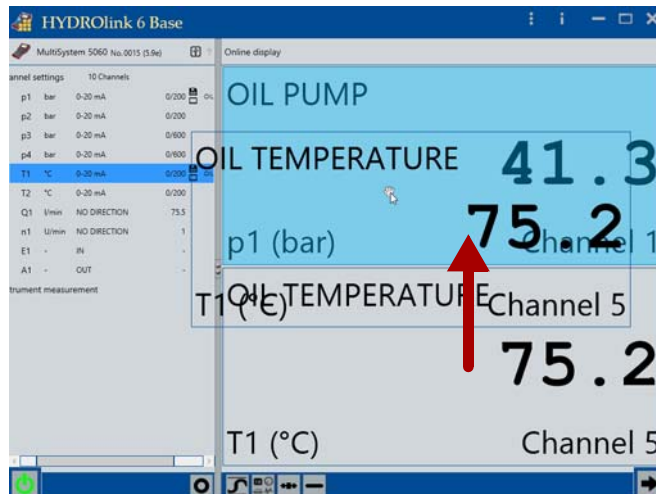 HYDROlink 6 Base
MultiSystem 5060 No. 0015 (5.9e)
Online display
annel settings 10 Channels
p1 bar 0-20 mA 0/200 OIL
p2 bar 0-20 mA 0/200
p3 bar 0-20 mA 0/600
p4 bar 0-20 mA 0/600
T1 °C 0-20 mA 0/200 OIL
T2 °C 0-20 mA 0/200
Q1 l/min NO DIRECTION 75.5
n1 U/min NO DIRECTION 1
E1 - IN -
A1 - OUT -
trument measurement
OIL PUMP
41.3
p1 (bar) Channel 1
OIL TEMPERATURE
75.2
T1 (°C) Channel 5
OIL TEMPERATURE
75.2
T1 (°C) Channel 5